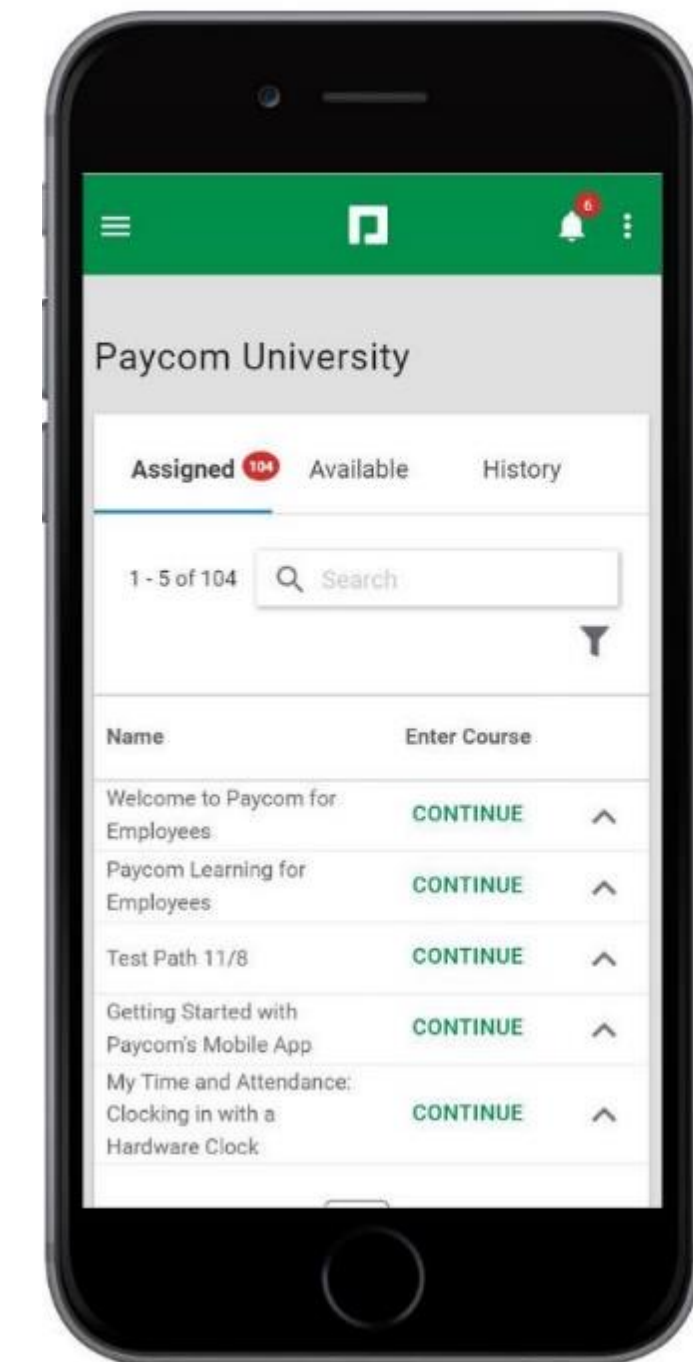 6
Paycom University
Assigned 104 Available History
1 - 5 of 104 Search
Name Enter Course
Welcome to Paycom for
Employees
CONTINUE
Paycom Learning for
Employees
CONTINUE
Test Path 11/8 CONTINUE
Getting Started with
Paycom's Mobile App
CONTINUE
My Time and Attendance:
Clocking in with a
Hardware Clock
CONTINUE